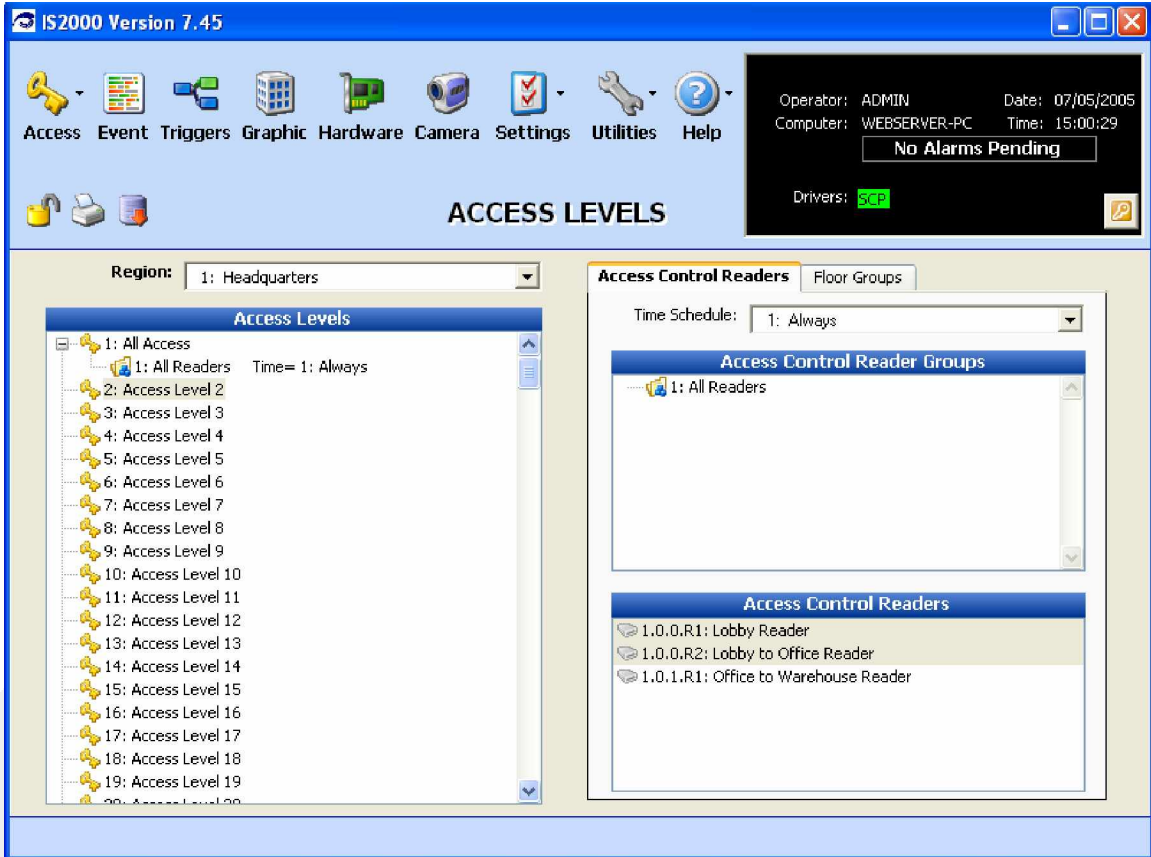 IS2000 Version 7.45
Access Event Triggers Graphic Hardware Camera Settings Utilities Help
Operator: ADMIN Date: 07/05/2005
Computer: WEBSERVER-PC Time: 15:00:29
No Alarms Pending
Drivers: SCP
ACCESS LEVELS
Region: 1: Headquarters
Access Levels
1: All Access
1: All Readers Time= 1: Always
2: Access Level 2
3: Access Level 3
4: Access Level 4
5: Access Level 5
6: Access Level 6
7: Access Level 7
8: Access Level 8
9: Access Level 9
10: Access Level 10
11: Access Level 11
12: Access Level 12
13: Access Level 13
14: Access Level 14
15: Access Level 15
16: Access Level 16
17: Access Level 17
18: Access Level 18
19: Access Level 19
Access Control Readers Floor Groups
Time Schedule: 1: Always
Access Control Reader Groups
1: All Readers
Access Control Readers
1.0.0.R1: Lobby Reader
1.0.0.R2: Lobby to Office Reader
1.0.1.R1: Office to Warehouse Reader